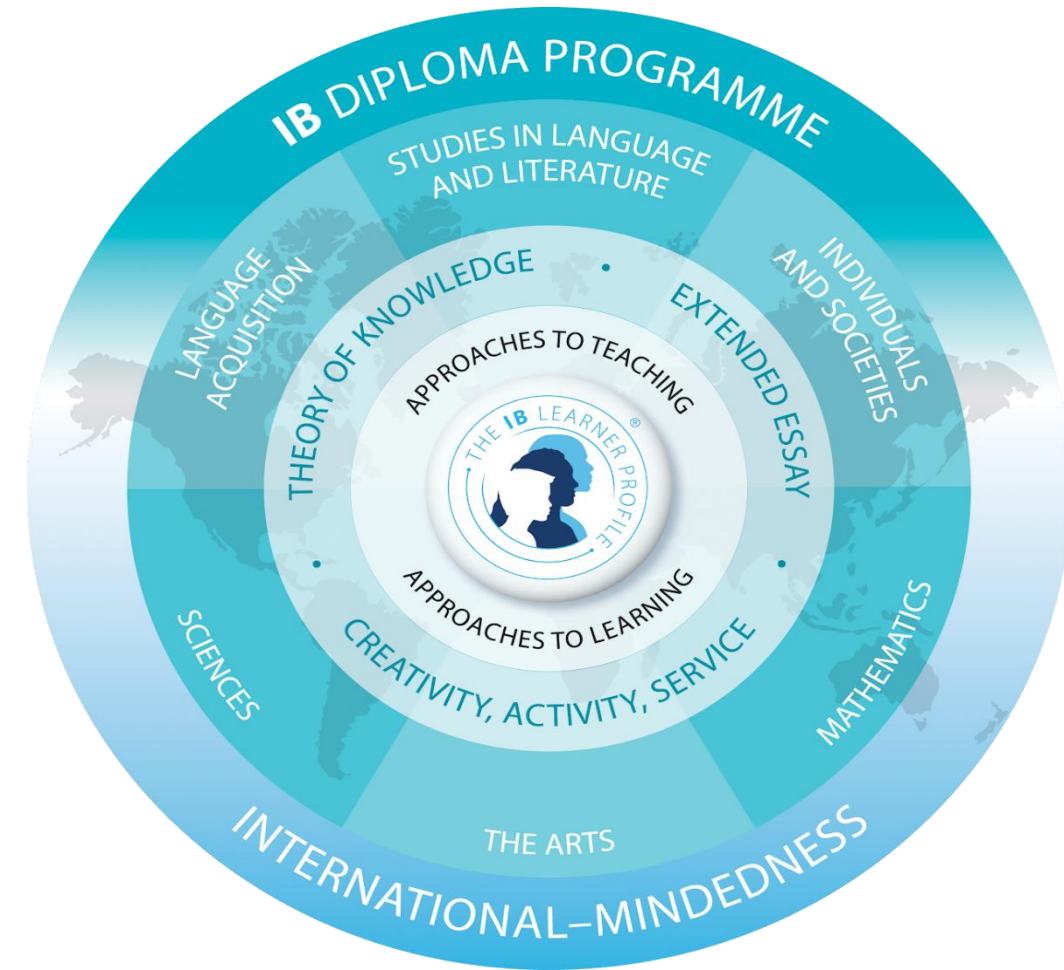 IB DIPLOMA PROGRAMME
STUDIES IN LANGUAGE
AND LITERATURE
LANGUAGE
ACQUISITION
INDIVIDUALS
AND SOCIETIES
THEORY OF KNOWLEDGE
•
EXTENDED ESSAY
•
APPROACHES TO TEACHING
THE IB LEARNER PROFILE
®
APPROACHES TO LEARNING
CREATIVITY, ACTIVITY, SERVICE
•
SCIENCES
MATHEMATICS
THE ARTS
INTERNATIONAL–MINDEDNESS